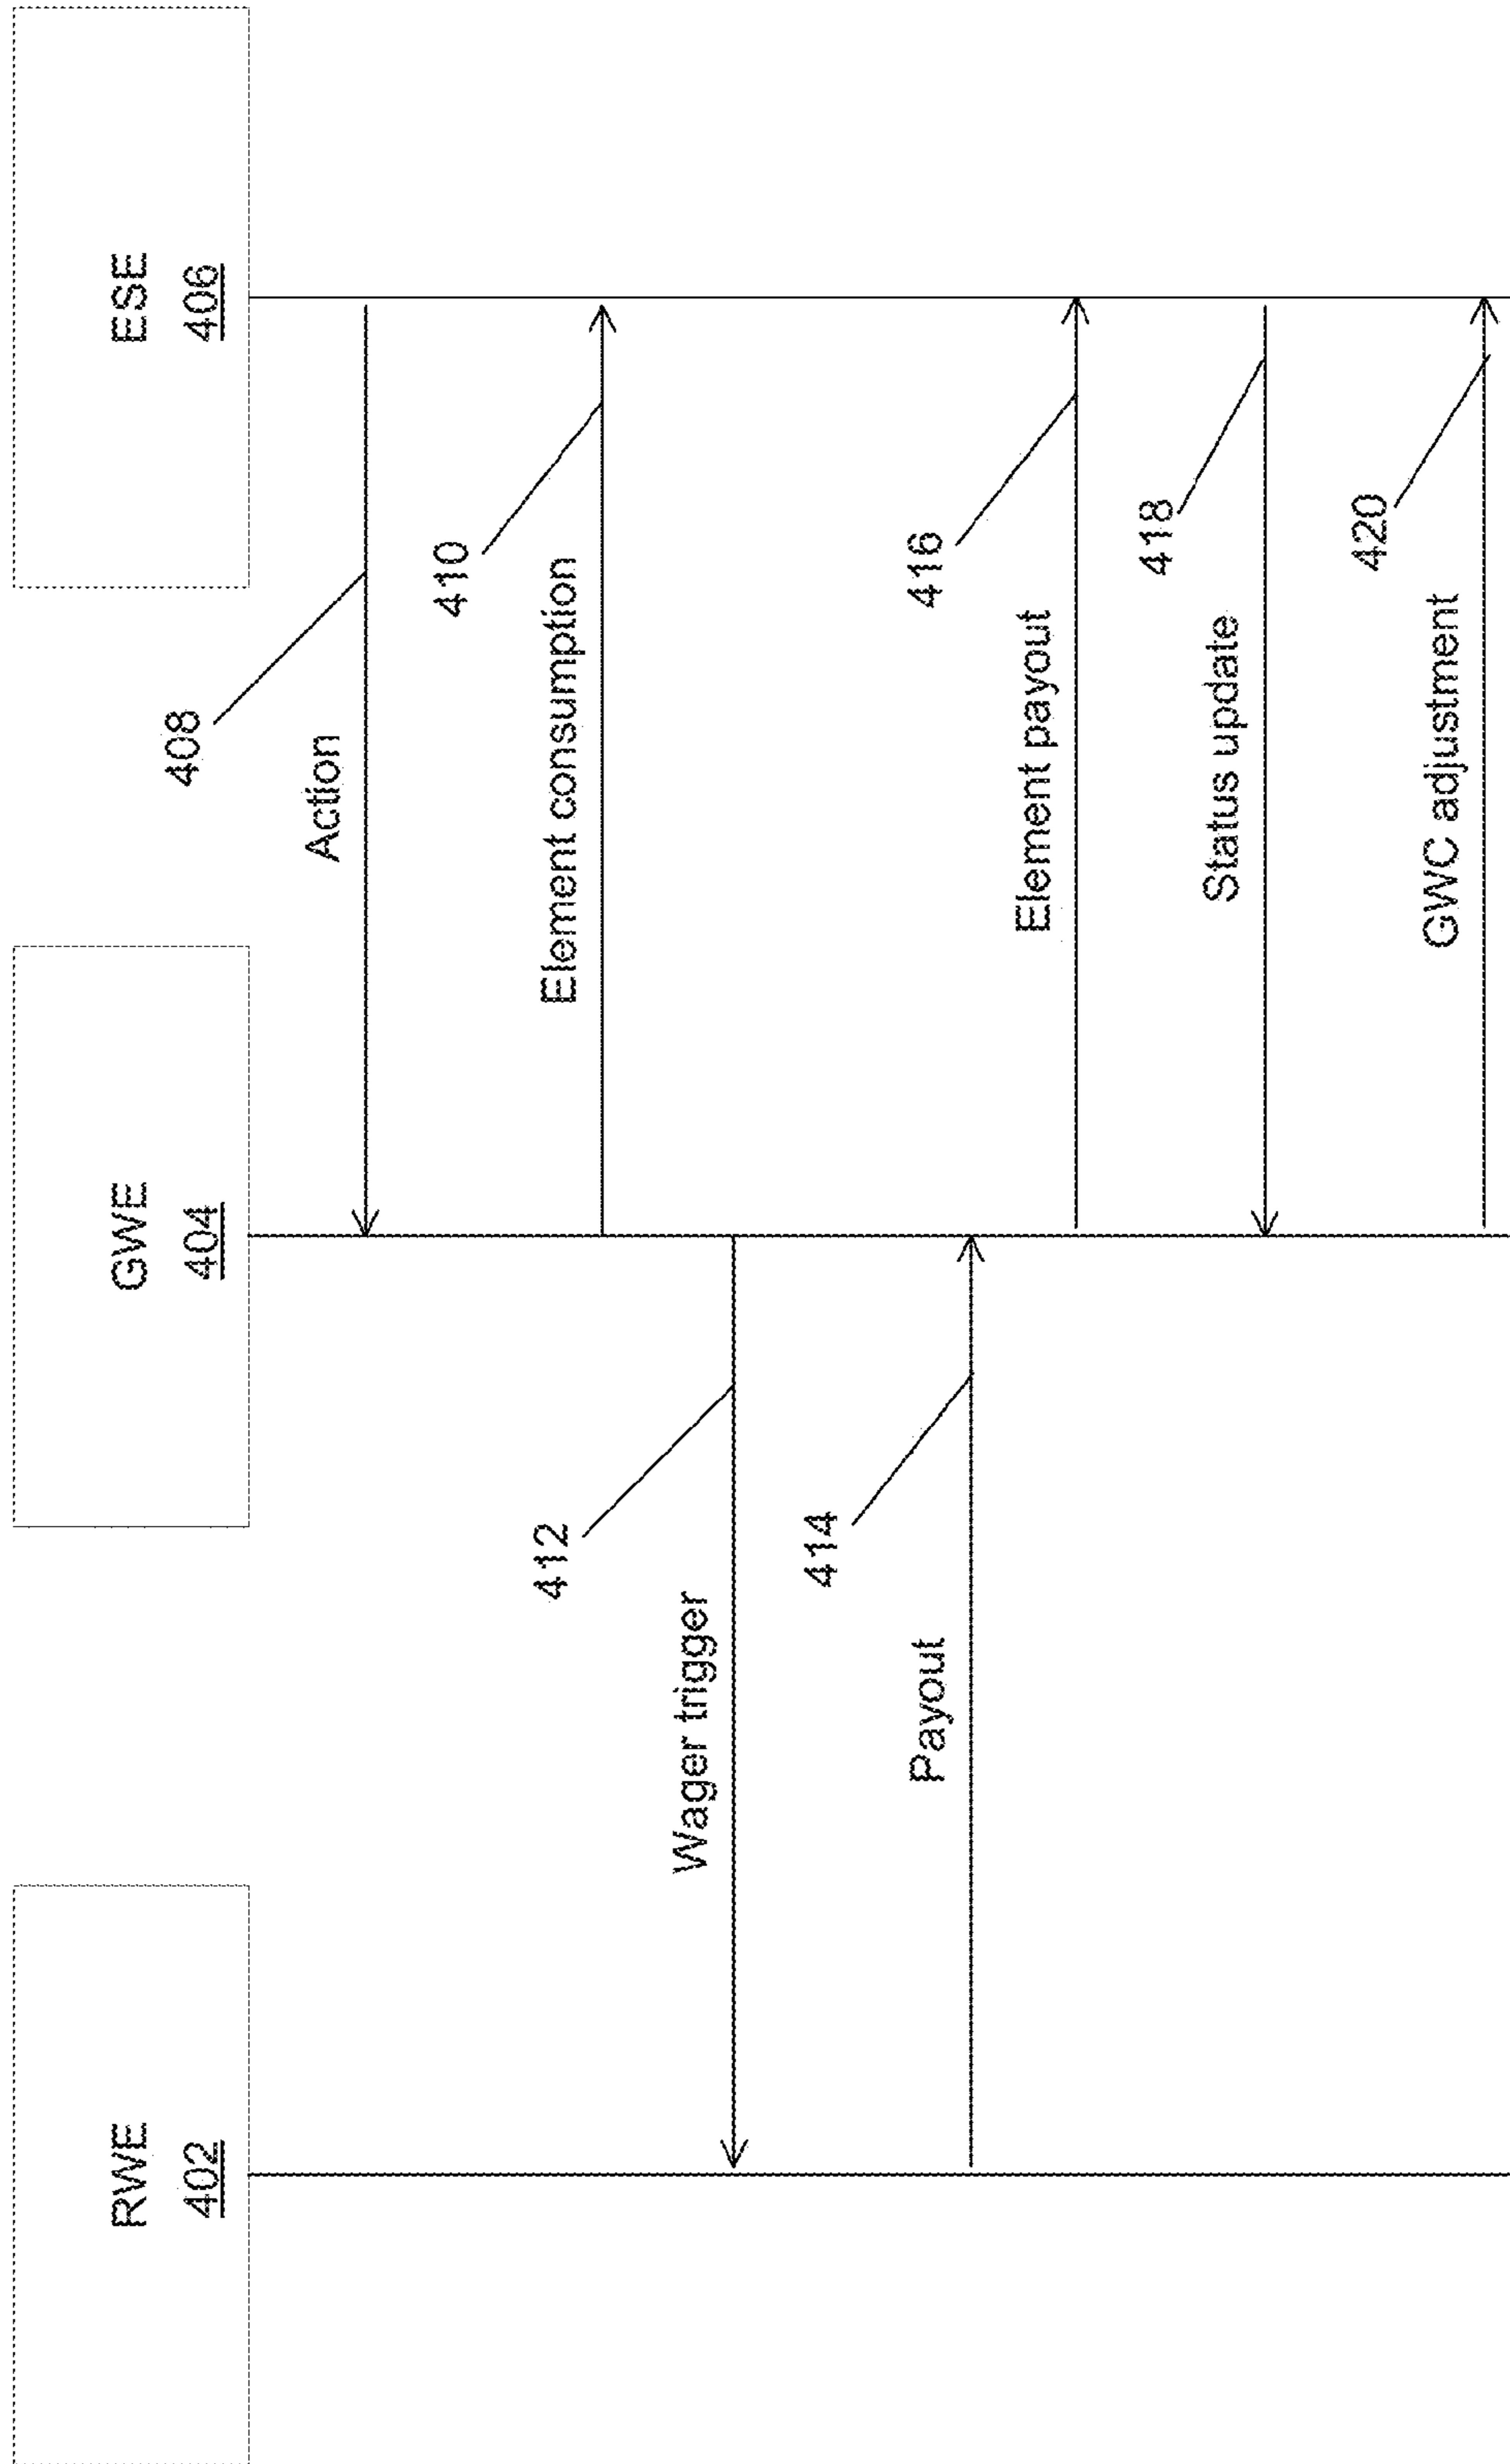 RWE
402
GWE
404
ESE
406
408
Action
410
Element consumption
412
Wager trigger
414
Payout
416
Element payout
418
Status update
420
GWC adjustment